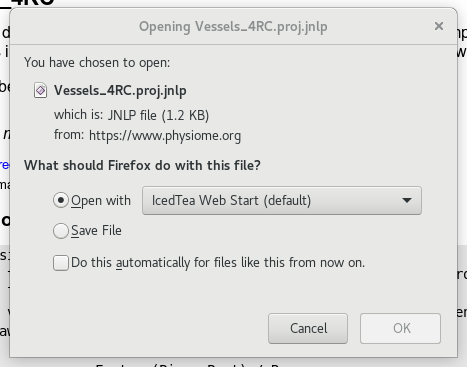 _4RC
Opening Vessels_4RC.proj.jnlp
You have chosen to open:
Vessels_4RC.proj.jnlp
which is: JNLP file (1.2 KB)
from: https://www.physiome.org
What should Firefox do with this file?
Open with IcedTea Web Start (default)
Save File
Do this automatically for files like this from now on.
Cancel OK